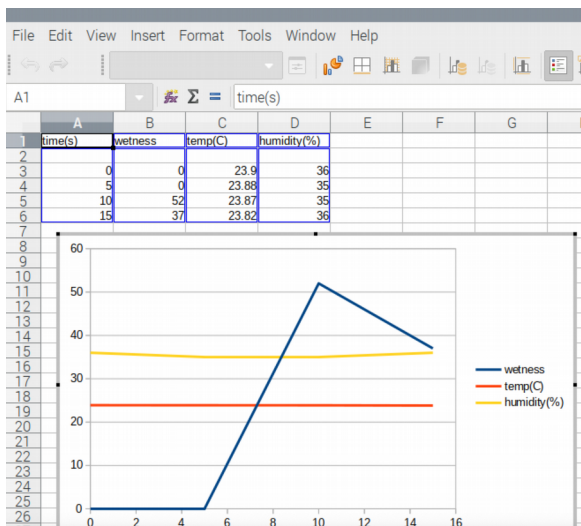 File Edit View Insert Format Tools Window Help
A1 fx Σ = time(s)
A B C D E F G
1 time(s) wetness temp(C) humidity(%)
2
3 0 0 23.9 36
4 5 0 23.88 35
5 10 52 23.87 35
6 15 37 23.82 36
7
8
9
10
11
12
13
14
15
16
17
18
19
20
21
22
23
24
25
26
60
50
40
30
20
10
0
wetness
temp(C)
humidity(%)
0 2 4 6 8 10 12 14 16